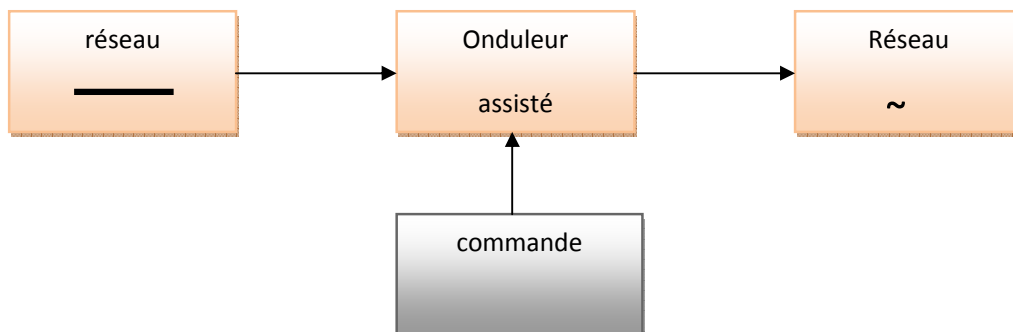 réseau
Onduleur
assisté
Réseau
~
commande